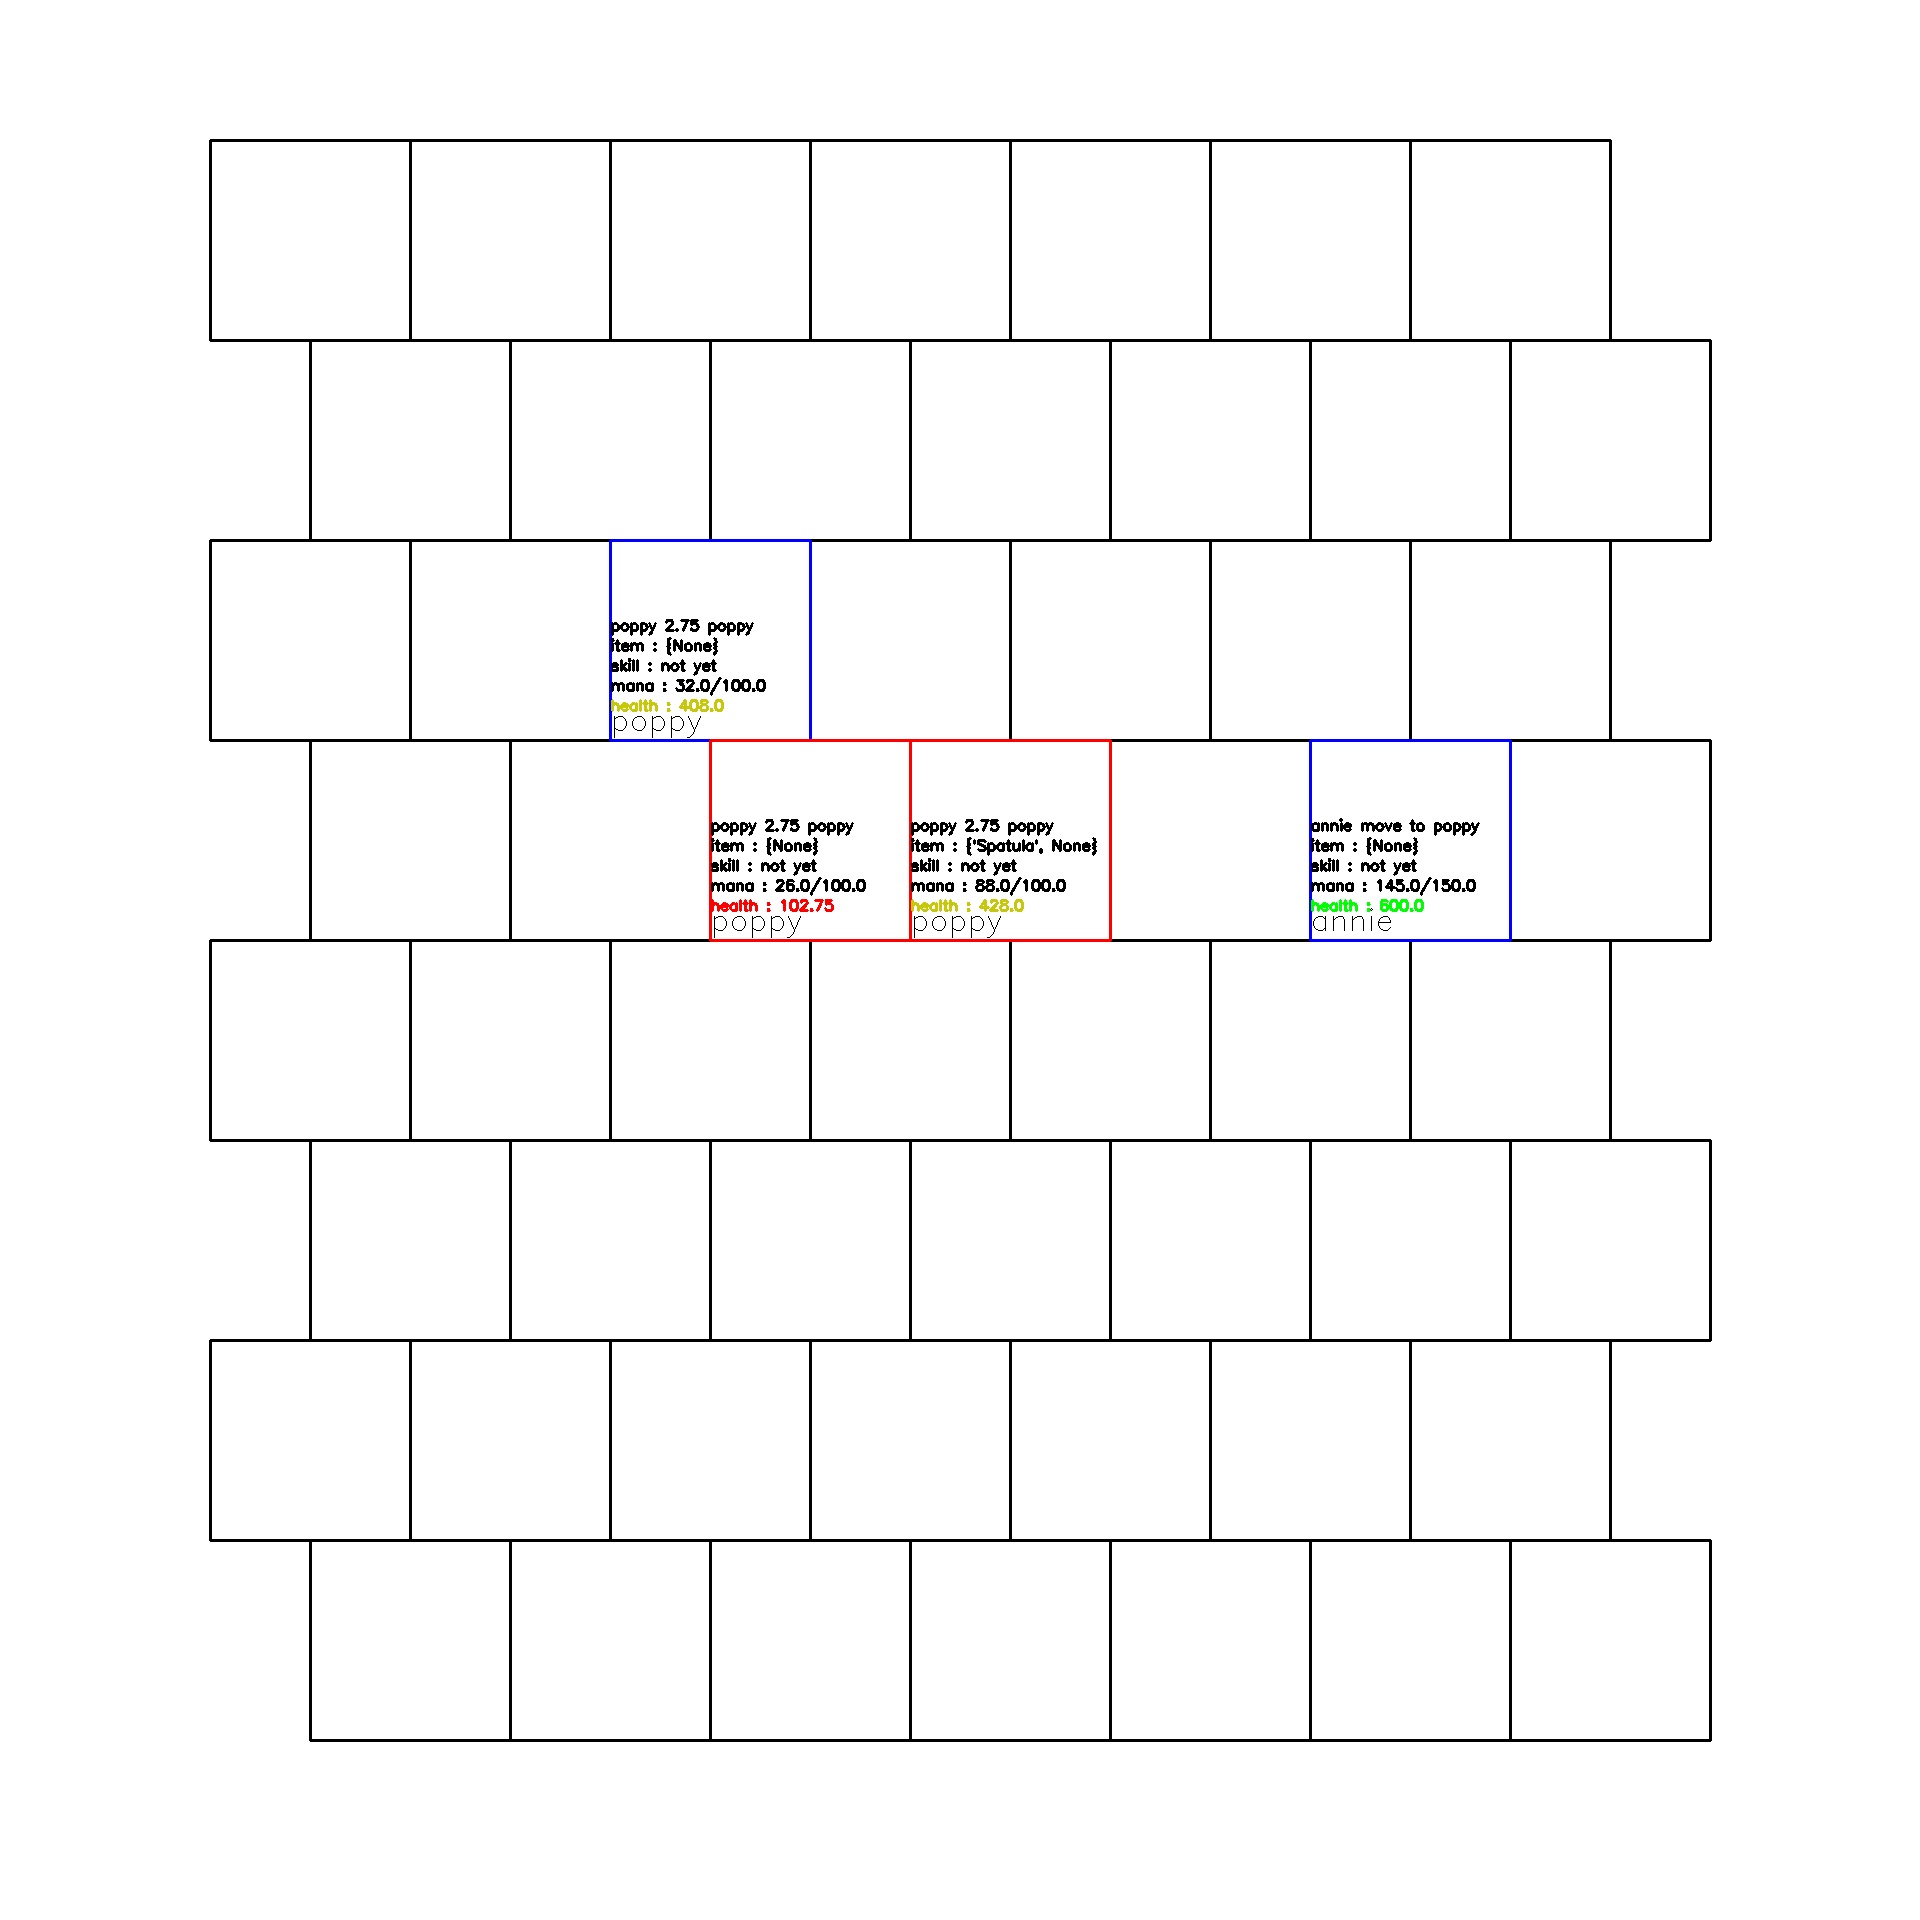 poppy 2.75 poppy
item : {None}
skill : not yet
mana : 32.0/100.0
health : 408.0
poppy
poppy 2.75 poppy
item : {None}
skill : not yet
mana : 26.0/100.0
health : 102.75
poppy
poppy 2.75 poppy
item : {'Spatula', None}
skill : not yet
mana : 88.0/100.0
health : 428.0
poppy
annie move to poppy
item : {None}
skill : not yet
mana : 145.0/150.0
health : 600.0
annie